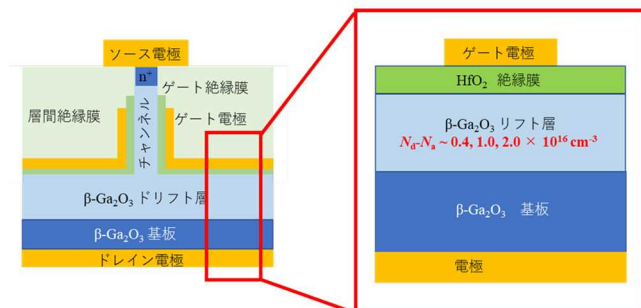 ソース電極
n⁺
ゲート絶縁膜
層間絶縁膜
ゲート電極
チャンネル
β-Ga₂O₃ ドリフト層
β-Ga₂O₃ 基板
ドレイン電極
ゲート電極
HfO₂ 絶縁膜
β-Ga₂O₃ リフト層
Nd-Na ~ 0.4, 1.0, 2.0 × 10¹⁶ cm⁻³
β-Ga₂O₃ 基板
電極